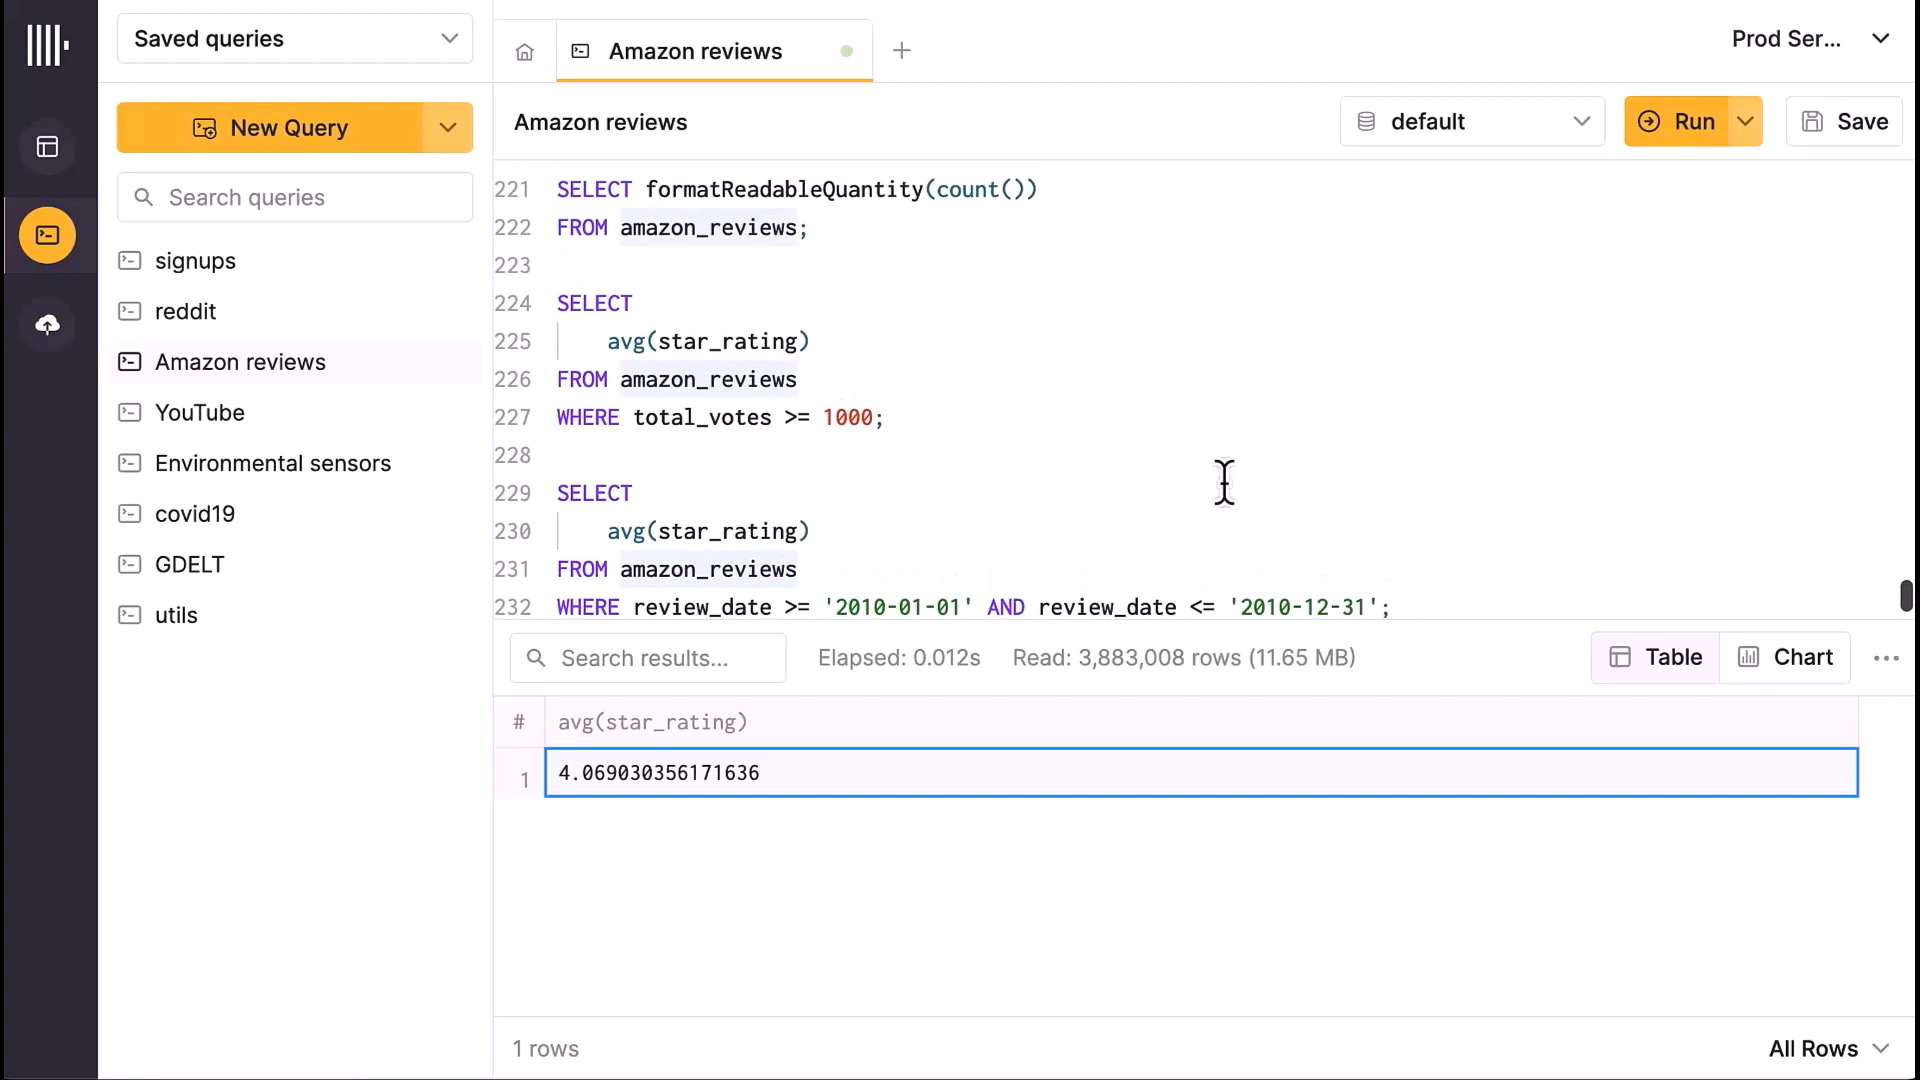 Saved queries
Amazon reviews
Prod Ser...
New Query
Search queries
signups
reddit
Amazon reviews
YouTube
Environmental sensors
covid19
GDELT
utils
Amazon reviews
default
Run
Save
221 SELECT formatReadableQuantity(count())
222 FROM amazon_reviews;
223
224 SELECT
225 avg(star_rating)
226 FROM amazon_reviews
227 WHERE total_votes >= 1000;
228
229 SELECT
230 avg(star_rating)
231 FROM amazon_reviews
232 WHERE review_date >= '2010-01-01' AND review_date <= '2010-12-31';
Search results...
Elapsed: 0.012s
Read: 3,883,008 rows (11.65 MB)
Table
Chart
# avg(star_rating)
1 4.069030356171636
1 rows
All Rows